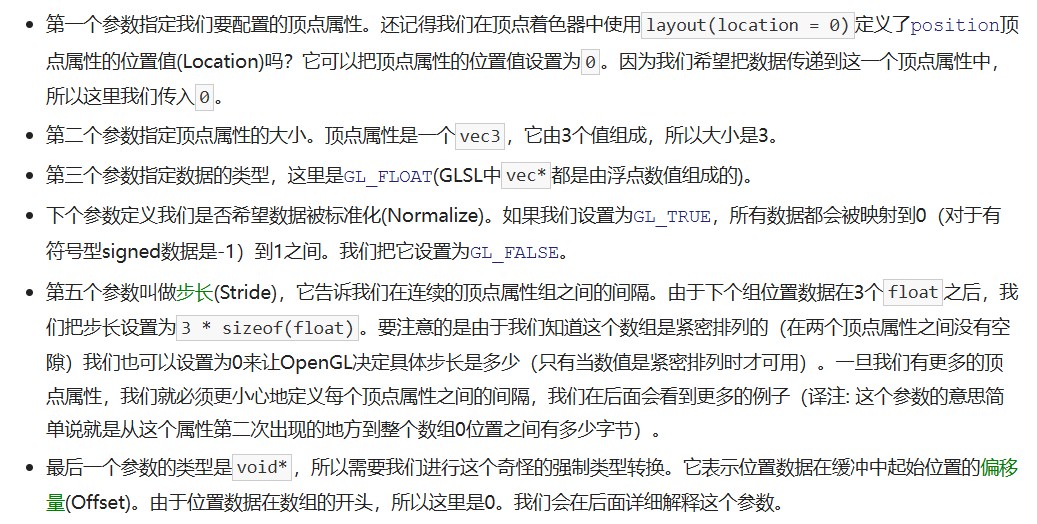 • 第一个参数指定我们要配置的顶点属性。还记得我们在顶点着色器中使用layout(location = 0)定义了position顶
点属性的位置值(Location)吗？它可以把顶点属性的位置值设置为0。因为我们希望把数据传递到这一个顶点属性中，
所以这里我们传入0。
• 第二个参数指定顶点属性的大小。顶点属性是一个vec3，它由3个值组成，所以大小是3。
• 第三个参数指定数据的类型，这里是GL_FLOAT(GLSL中vec*都是由浮点数值组成的)。
• 下个参数定义我们是否希望数据被标准化(Normalize)。如果我们设置为GL_TRUE，所有数据都会被映射到0（对于有
符号型signed数据是-1）到1之间。我们把它设置为GL_FALSE。
• 第五个参数叫做步长(Stride)，它告诉我们在连续的顶点属性组之间的间隔。由于下个组位置数据在3个float之后，我
们把步长设置为3 * sizeof(float)。要注意的是由于我们知道这个数组是紧密排列的（在两个顶点属性之间没有空
隙）我们也可以设置为0来让OpenGL决定具体步长是多少（只有当数值是紧密排列时才可用）。一旦我们有更多的顶
点属性，我们就必须更小心地定义每个顶点属性之间的间隔，我们在后面会看到更多的例子（译注: 这个参数的意思简
单说就是从这个属性第二次出现的地方到整个数组0位置之间有多少字节）。
• 最后一个参数的类型是void*，所以需要我们进行这个奇怪的强制类型转换。它表示位置数据在缓冲中起始位置的偏移
量(Offset)。由于位置数据在数组的开头，所以这里是0。我们会在后面详细解释这个参数。